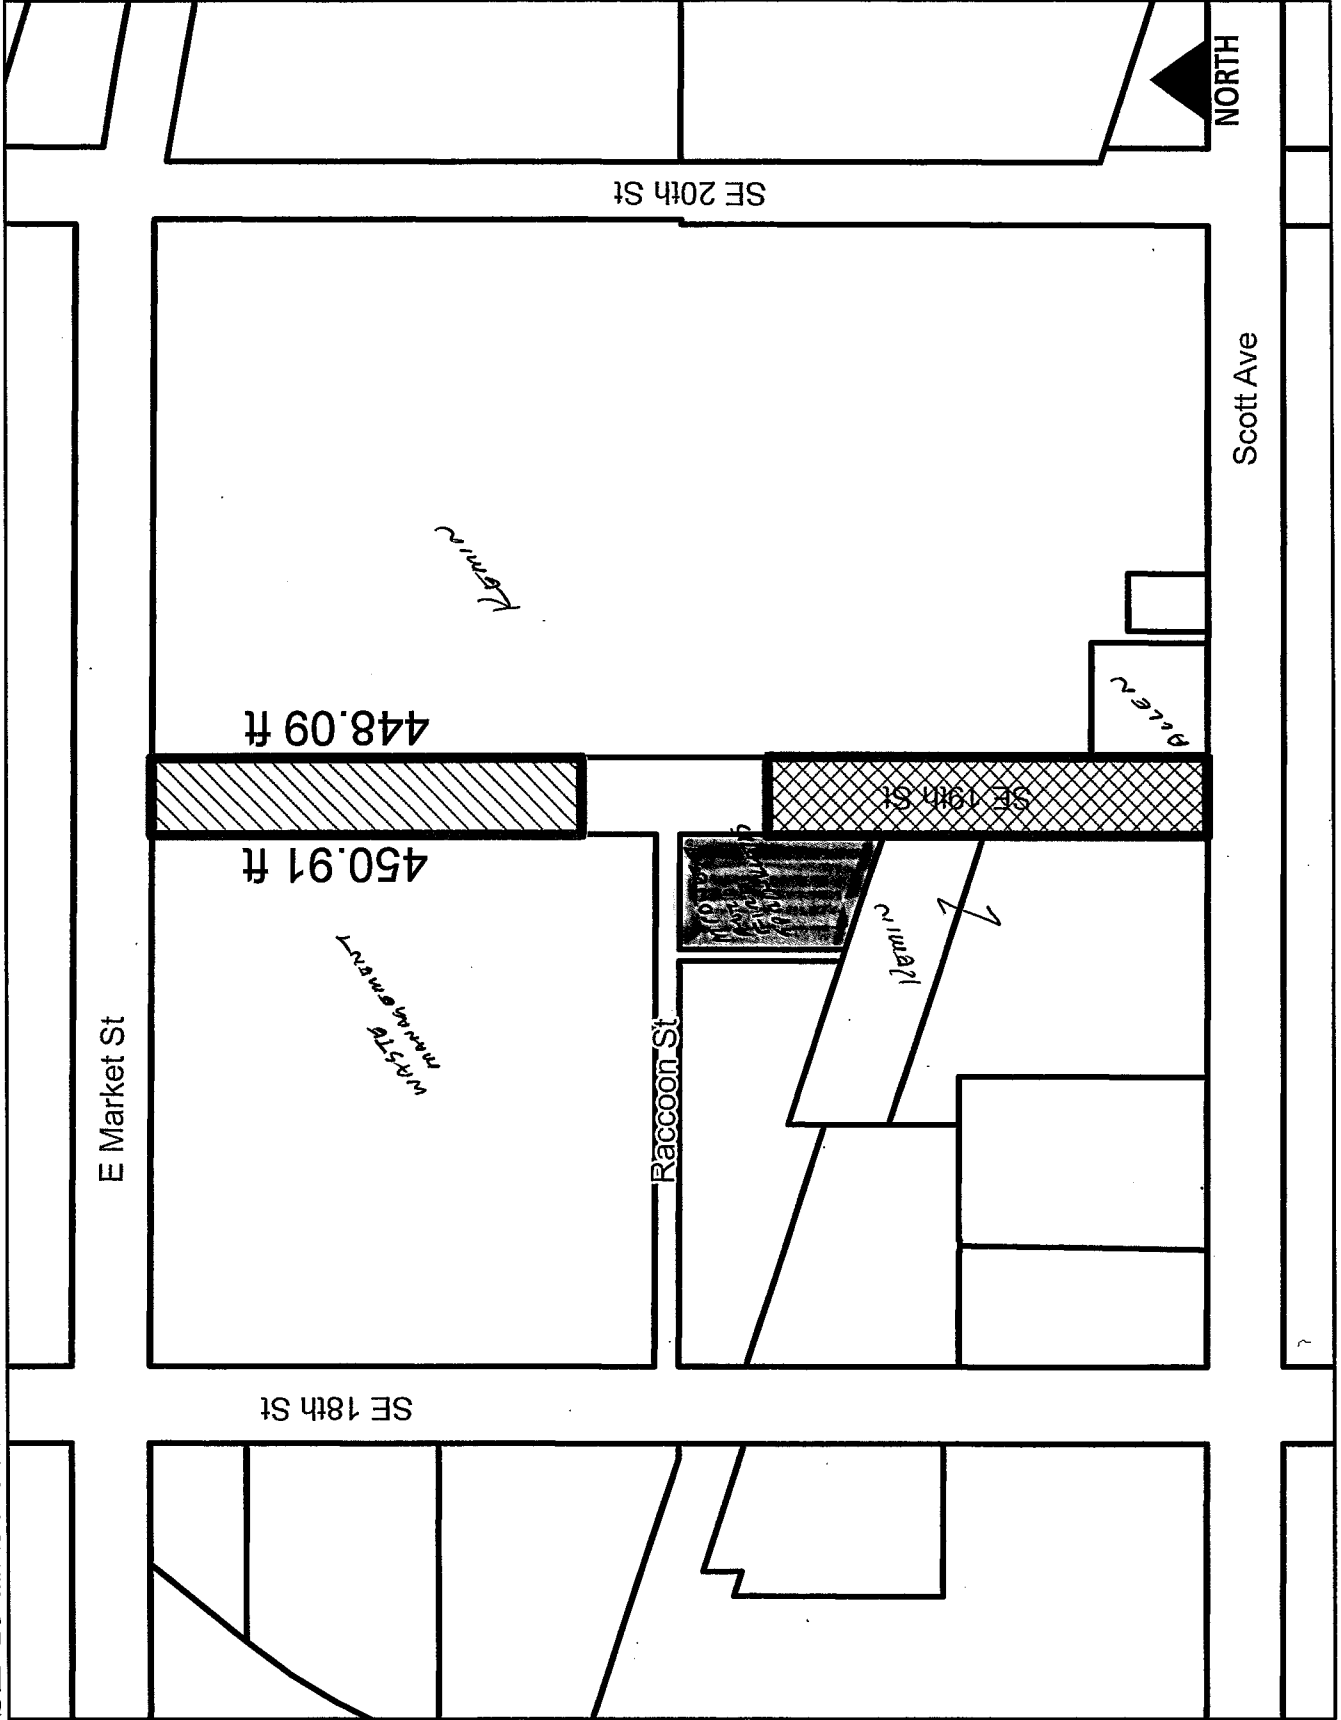 SE 20th St
NORTH
Scott Ave
Kemin
ALLEN
448.09 ft
SE 19th St
450.91 ft
Kemin
Z
WASTE
MANAGEMENT
E Market St
Raccoon St
SE 18th St